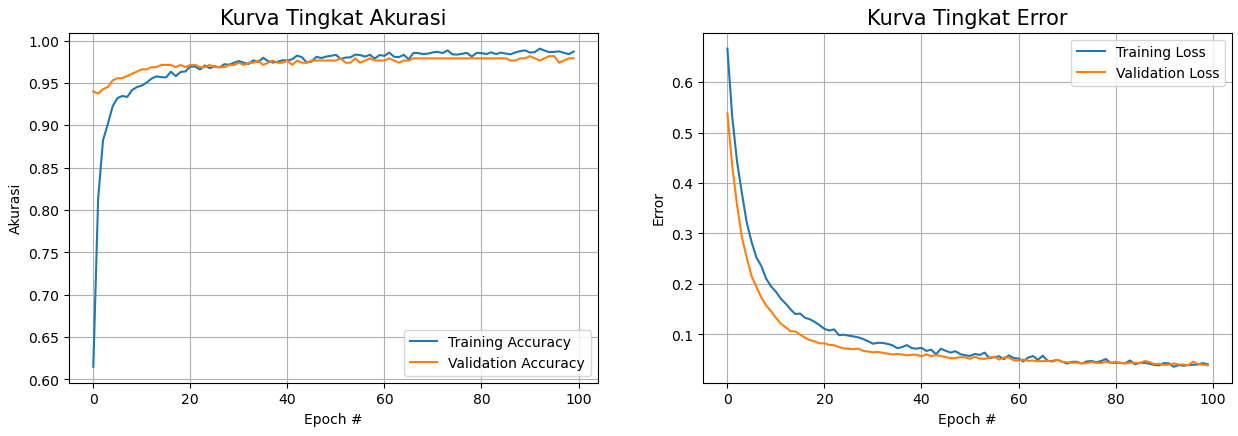 Kurva Tingkat Akurasi
1.00
0.95
0.90
0.85
0.80
0.75
0.70
0.65
0.60
Akurasi
Training Accuracy
Validation Accuracy
0 20 40 60 80 100
Epoch #
Kurva Tingkat Error
Training Loss
Validation Loss
0.6
0.5
0.4
0.3
0.2
0.1
Error
0 20 40 60 80 100
Epoch #